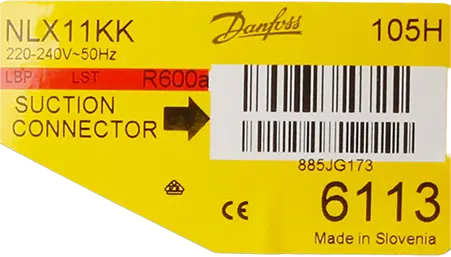 NLX11KK
Danfoss
105H
220-240V~50Hz
LBP LST R600a
SUCTION
CONNECTOR
885JG173
CE
6113
Made in Slovenia